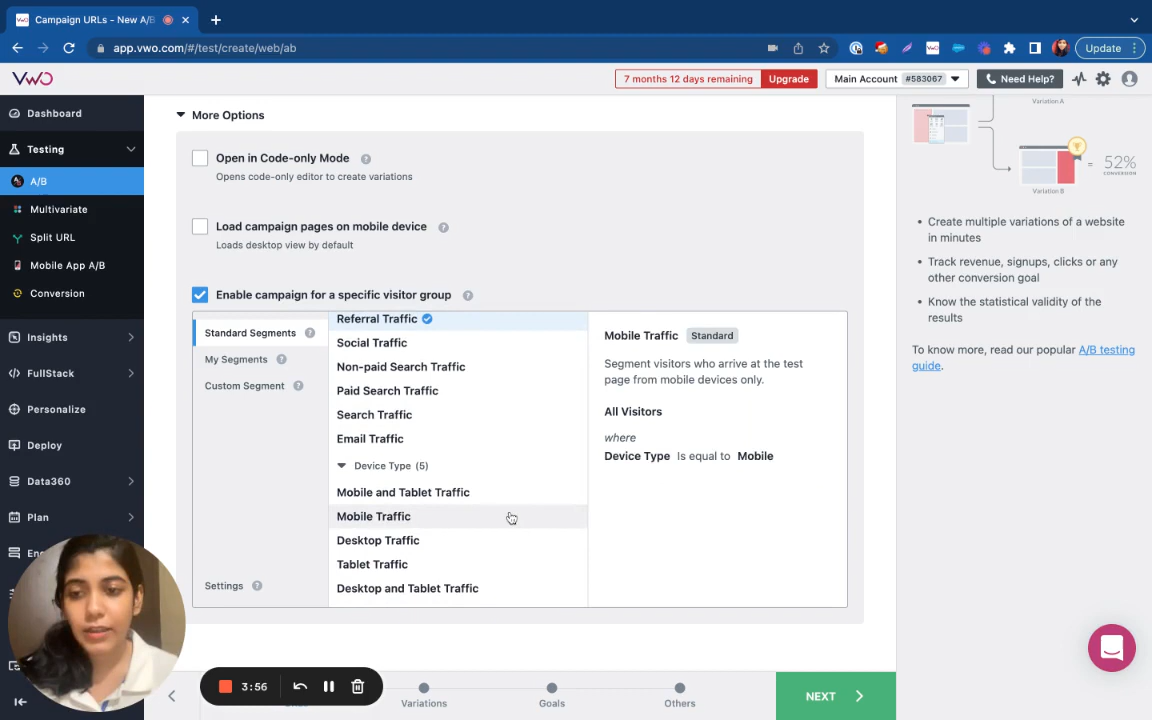 Campaign URLs - New A/B
app.vwo.com/#/test/create/web/ab
Update
VWO
7 months 12 days remaining
Upgrade
Main Account #583067
Need Help?
Dashboard
Testing
A/B
Multivariate
Split URL
Mobile App A/B
Conversion
Insights
FullStack
Personalize
Deploy
Data360
Plan
More Options
Open in Code-only Mode
Opens code-only editor to create variations
Load campaign pages on mobile device
Loads desktop view by default
Enable campaign for a specific visitor group
Standard Segments
My Segments
Custom Segment
Settings
Referral Traffic
Social Traffic
Non-paid Search Traffic
Paid Search Traffic
Search Traffic
Email Traffic
Device Type (5)
Mobile and Tablet Traffic
Mobile Traffic
Desktop Traffic
Tablet Traffic
Desktop and Tablet Traffic
Mobile Traffic Standard
Segment visitors who arrive at the test
page from mobile devices only.
All Visitors
where
Device Type Is equal to Mobile
3:56
Variations
Goals
Others
NEXT
Variation A
52%
CONVERSION
Variation B
• Create multiple variations of a website
in minutes
• Track revenue, signups, clicks or any
other conversion goal
• Know the statistical validity of the
results
To know more, read our popular A/B testing
guide.